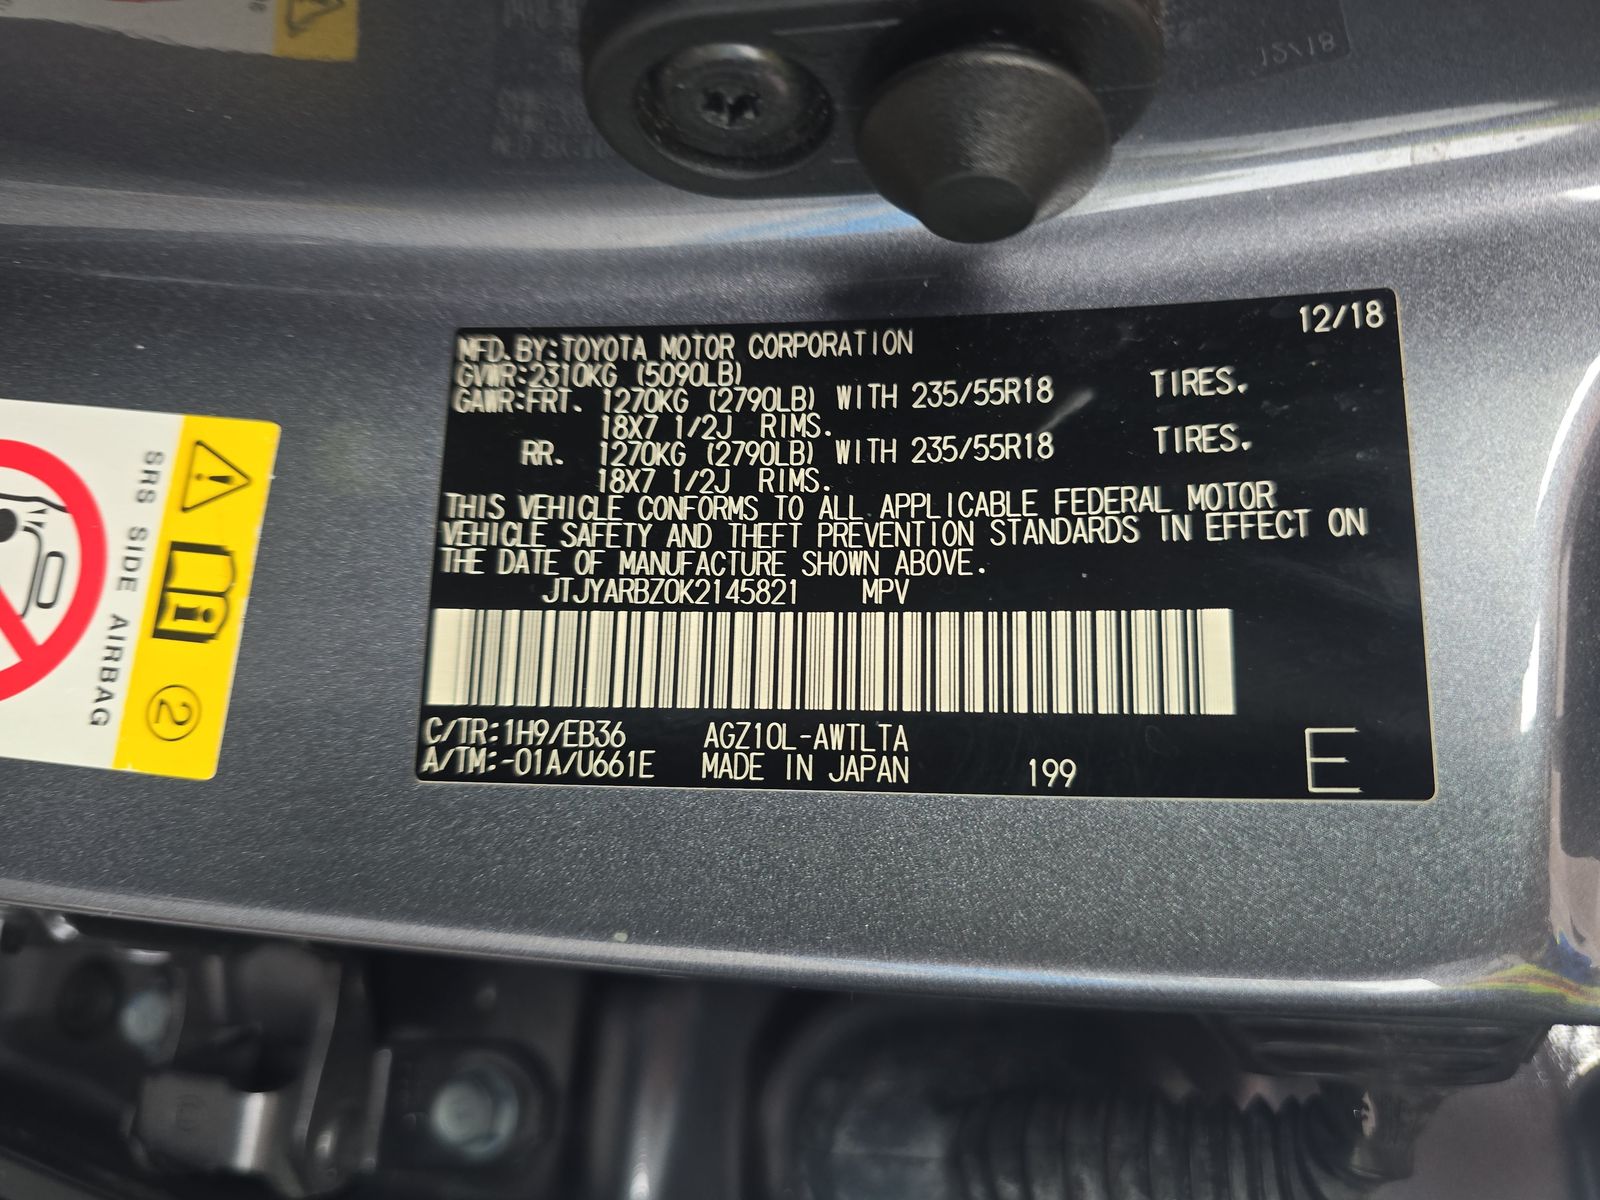 12/18
MFD.BY:TOYOTA MOTOR CORPORATION
GVWR:2310KG (5090LB)
GAWR:FRT. 1270KG (2790LB) WITH 235/55R18 TIRES.
18X7 1/2J RIMS.
RR. 1270KG (2790LB) WITH 235/55R18 TIRES.
18X7 1/2J RIMS.
THIS VEHICLE CONFORMS TO ALL APPLICABLE FEDERAL MOTOR
VEHICLE SAFETY AND THEFT PREVENTION STANDARDS IN EFFECT ON
THE DATE OF MANUFACTURE SHOWN ABOVE.
JTJYARBZ0K2145821 MPV
C/TR:1H9/EB36 AGZ10L-AWTLTA
A/TM:-01A/U661E MADE IN JAPAN 199 E
SRS SIDE AIRBAG
2